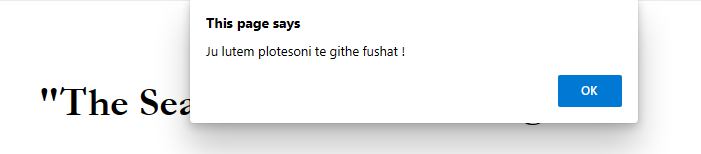 This page says
Ju lutem plotesoni te githe fushat !
OK
"The Sea